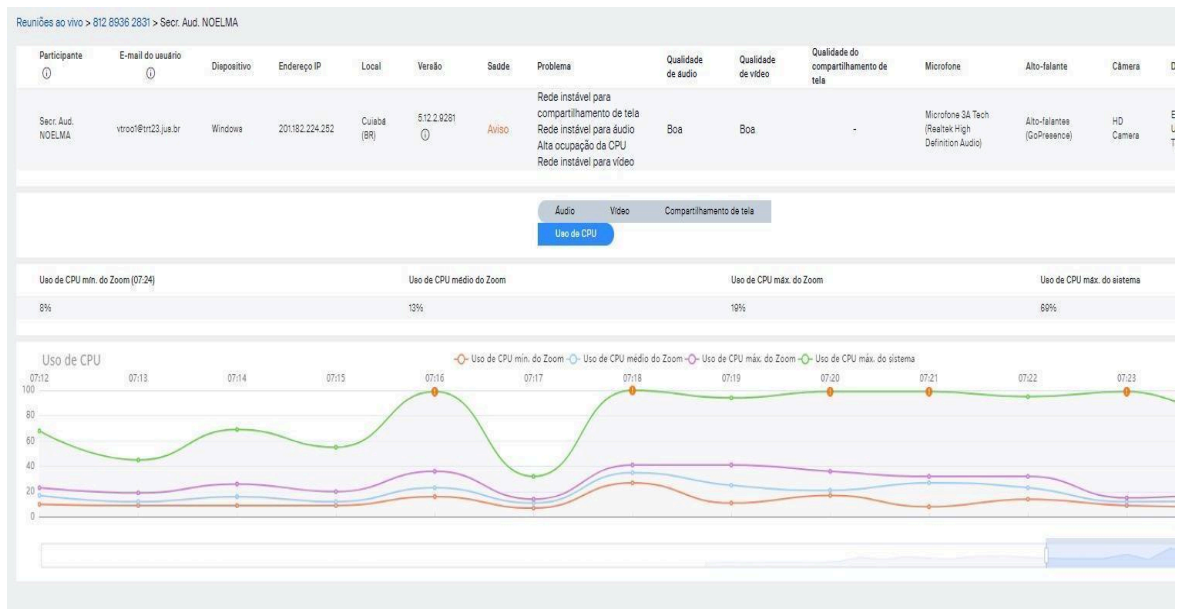 Reuniões ao vivo > 812 8936 2831 > Secr. Aud. NOELMA
Participante
E-mail do usuário
Dispositivo
Endereço IP
Local
Versão
Saúde
Problema
Qualidade de áudio
Qualidade de vídeo
Qualidade do compartilhamento de tela
Microfone
Alto-falante
Câmera
Secr. Aud. NOELMA
vtroo1@trt23.jus.br
Windows
201.182.224.252
Cuiabá (BR)
5.12.2.9281
Aviso
Rede instável para compartilhamento de tela
Rede instável para áudio
Alta ocupação da CPU
Rede instável para vídeo
Boa
Boa
-
Microfone 3A Tech (Realtek High Definition Audio)
Alto-falantes (GoPresence)
HD Camera
Áudio Vídeo Compartilhamento de tela
Uso de CPU
Uso de CPU mín. do Zoom (07:24) Uso de CPU médio do Zoom Uso de CPU máx. do Zoom Uso de CPU máx. do sistema
8% 13% 19% 69%
Uso de CPU
Uso de CPU mín. do Zoom Uso de CPU médio do Zoom Uso de CPU máx. do Zoom Uso de CPU máx. do sistema
07:12 07:13 07:14 07:15 07:16 07:17 07:18 07:19 07:20 07:21 07:22 07:23
100
80
60
40
20
0